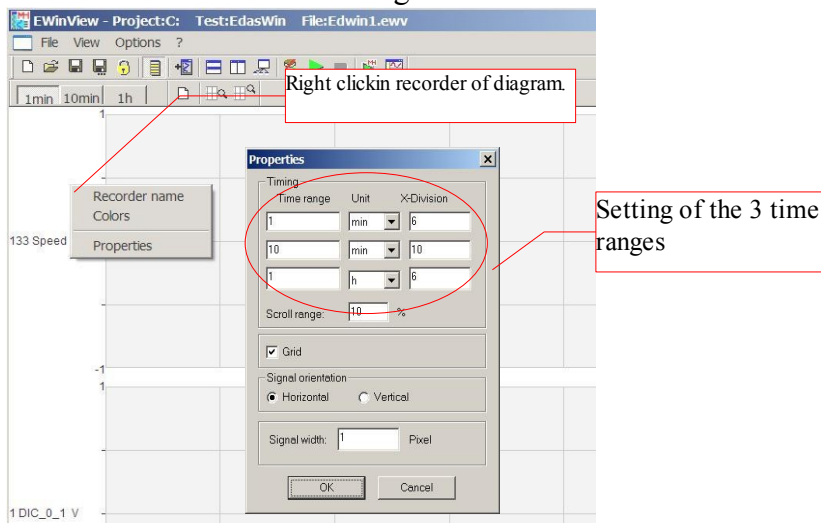 EWinView - Project:C: Test:EdasWin File:Edwin1.ewv
File View Options ?
1min 10min 1h
Right clickin recorder of diagram.
1
Recorder name
Colors
Properties
133 Speed
-1
1
1 DIC_0_1 V
Properties
Timing
Time range Unit X-Division
1 min 6
10 min 10
1 h 6
Scroll range: 10 %
Grid
Signal orientation
Horizontal Vertical
Signal width: 1 Pixel
OK Cancel
Setting of the 3 time
ranges